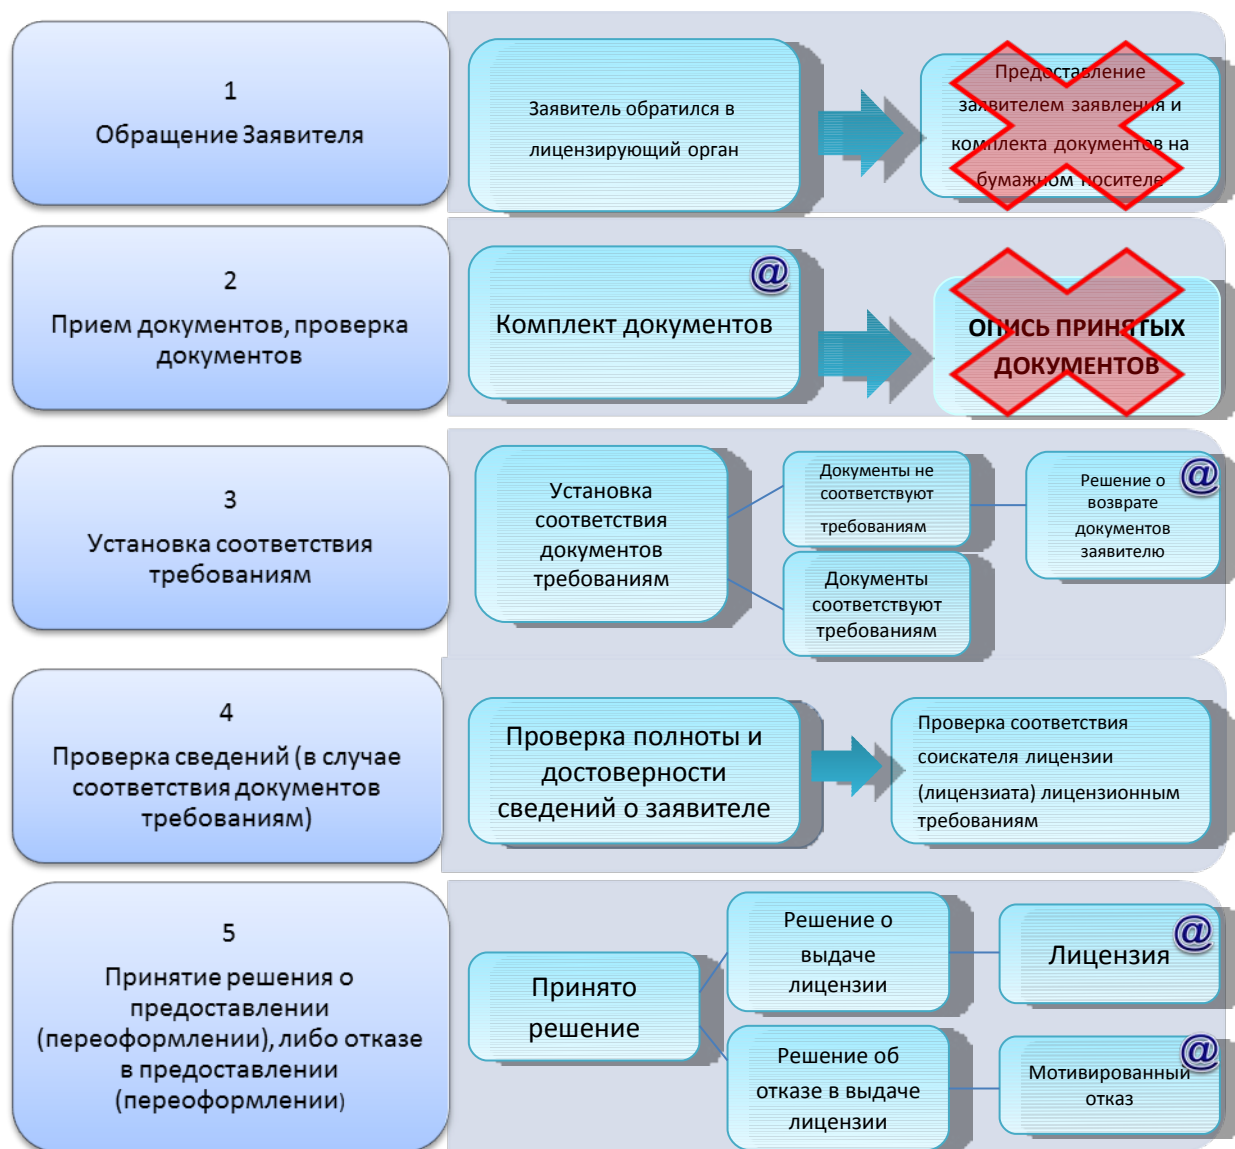 1
Обращение Заявителя
Заявитель обратился в
лицензирующий орган
Предоставление
заявителем заявления и
комплекта документов на
бумажном носителе
2
Прием документов, проверка
документов
@
Комплект документов
ОПИСЬ ПРИНЯТЫХ
ДОКУМЕНТОВ
3
Установка соответствия
требованиям
Установка
соответствия
документов
требованиям
Документы не
соответствуют
требованиям
@
Решение о
возврате
документов
заявителю
Документы
соответствуют
требованиям
4
Проверка сведений (в случае
соответствия документов
требованиям)
Проверка полноты и
достоверности
сведений о заявителе
Проверка соответствия
соискателя лицензии
(лицензиата) лицензионным
требованиям
5
Принятие решения о
предоставлении
(переоформлении), либо отказе
в предоставлении
(переоформлении)
Принято
решение
Решение о
выдаче
лицензии
@
Лицензия
Решение об
отказе в выдаче
лицензии
@
Мотивированный
отказ